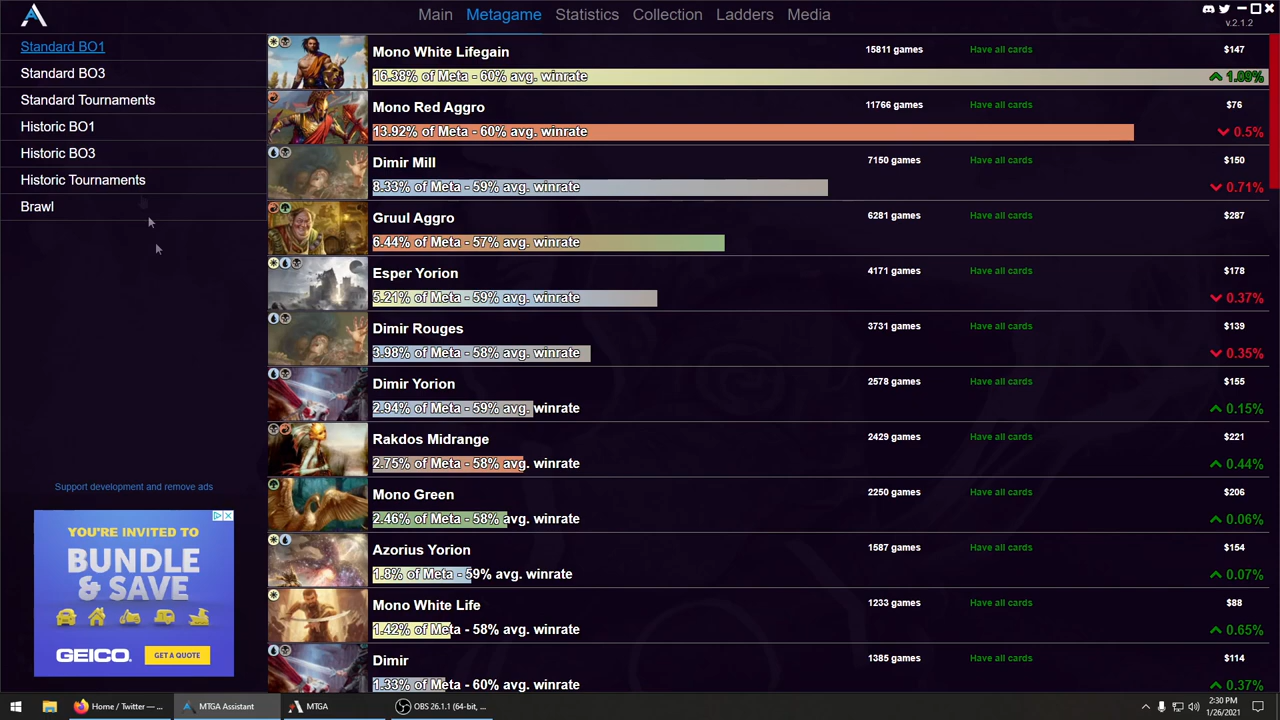 Main Metagame Statistics Collection Ladders Media
v.2.1.2
Standard BO1
Standard BO3
Standard Tournaments
Historic BO1
Historic BO3
Historic Tournaments
Brawl
Support development and remove ads
YOU'RE INVITED TO
BUNDLE
& SAVE
GEICO. GET A QUOTE
Mono White Lifegain 15811 games Have all cards $147
16.38% of Meta - 60% avg. winrate 1.09%
Mono Red Aggro 11766 games Have all cards $76
13.92% of Meta - 60% avg. winrate 0.5%
Dimir Mill 7150 games Have all cards $150
8.33% of Meta - 59% avg. winrate 0.71%
Gruul Aggro 6281 games Have all cards $287
6.44% of Meta - 57% avg. winrate
Esper Yorion 4171 games Have all cards $178
5.21% of Meta - 59% avg. winrate 0.37%
Dimir Rouges 3731 games Have all cards $139
3.98% of Meta - 58% avg. winrate 0.35%
Dimir Yorion 2578 games Have all cards $155
2.94% of Meta - 59% avg. winrate 0.15%
Rakdos Midrange 2429 games Have all cards $221
2.75% of Meta - 58% avg. winrate 0.44%
Mono Green 2250 games Have all cards $206
2.46% of Meta - 58% avg. winrate 0.06%
Azorius Yorion 1587 games Have all cards $154
1.8% of Meta - 59% avg. winrate 0.07%
Mono White Life 1233 games Have all cards $88
1.42% of Meta - 58% avg. winrate 0.65%
Dimir 1385 games Have all cards $114
1.33% of Meta - 60% avg. winrate 0.37%
Home / Twitter — ... MTGA Assistant MTGA OBS 26.1.1 (64-bit, ... 2:30 PM
1/26/2021